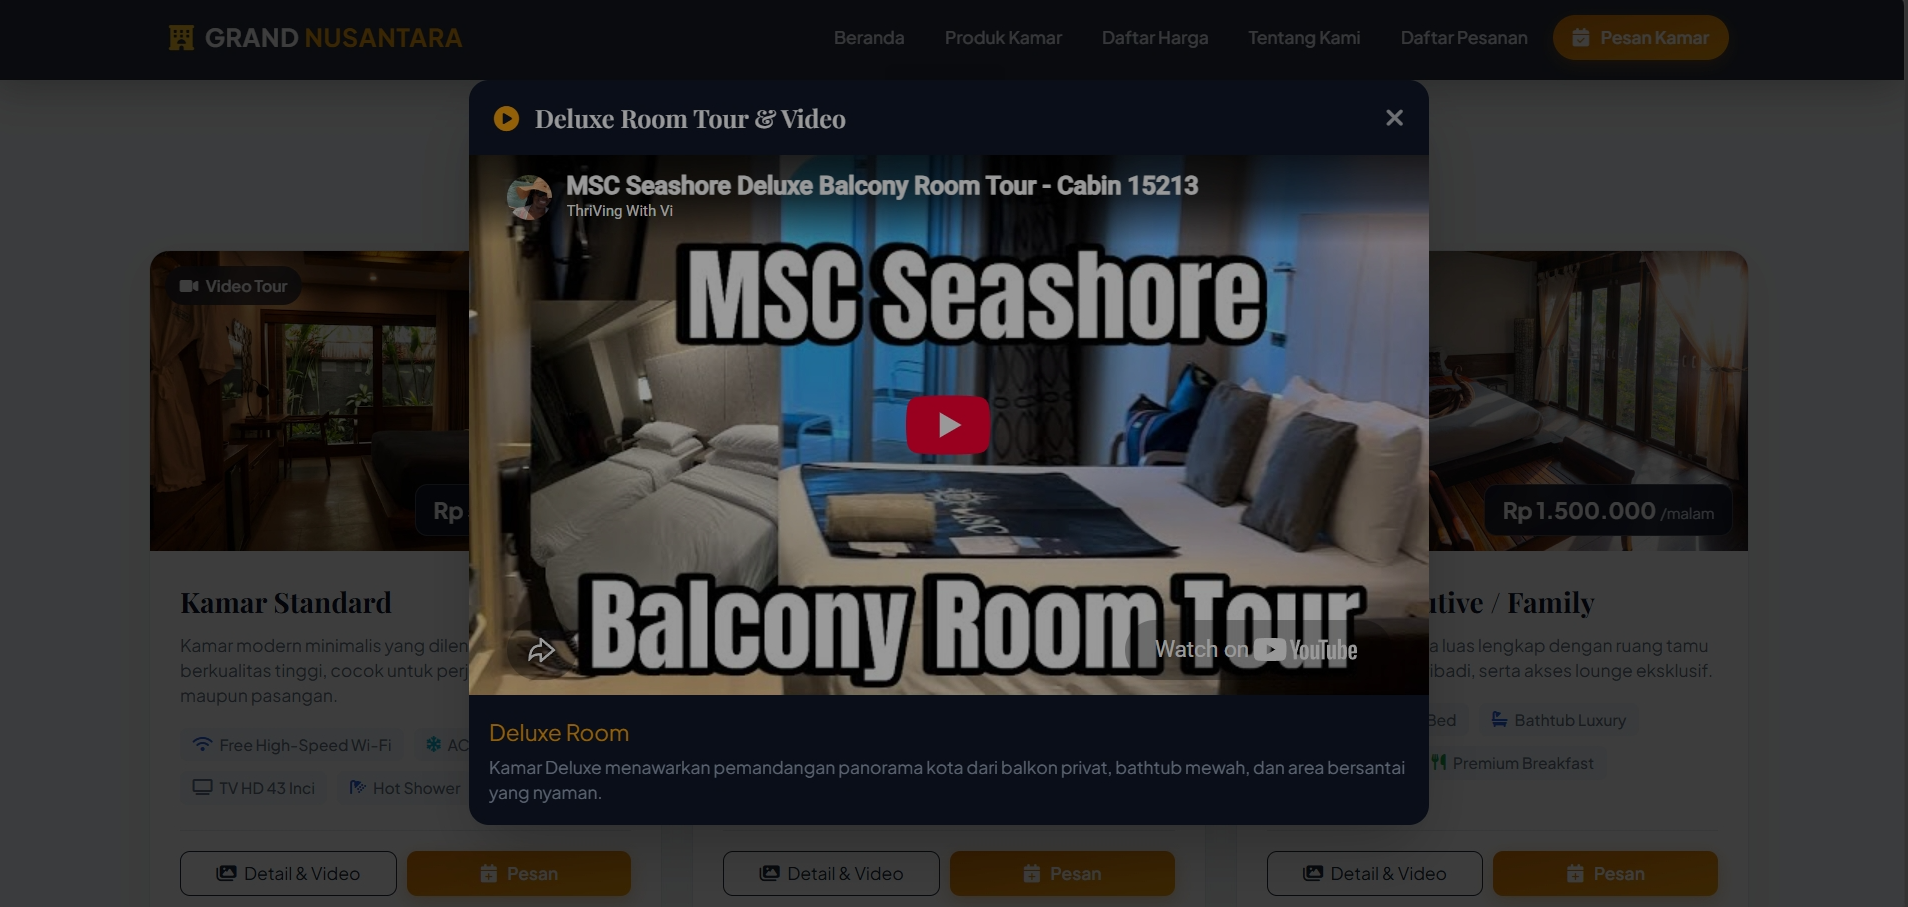 GRAND NUSANTARA
Beranda
Produk Kamar
Daftar Harga
Tentang Kami
Daftar Pesanan
Pesan Kamar
Deluxe Room Tour & Video
MSC Seashore Deluxe Balcony Room Tour - Cabin 15213
ThriVing With Vi
MSC Seashore
Balcony Room Tour
Watch on YouTube
Deluxe Room
Kamar Deluxe menawarkan pemandangan panorama kota dari balkon privat, bathtub mewah, dan area bersantai
yang nyaman.
Video Tour
Rp
Kamar Standard
Kamar modern minimalis yang dilen
berkualitas tinggi, cocok untuk perj
maupun pasangan.
Free High-Speed Wi-Fi
AC
TV HD 43 Inci
Hot Shower
Detail & Video
Pesan
Detail & Video
Pesan
Rp 1.500.000 /malam
utive / Family
a luas lengkap dengan ruang tamu
ibadi, serta akses lounge eksklusif.
Bed
Bathtub Luxury
Premium Breakfast
Detail & Video
Pesan